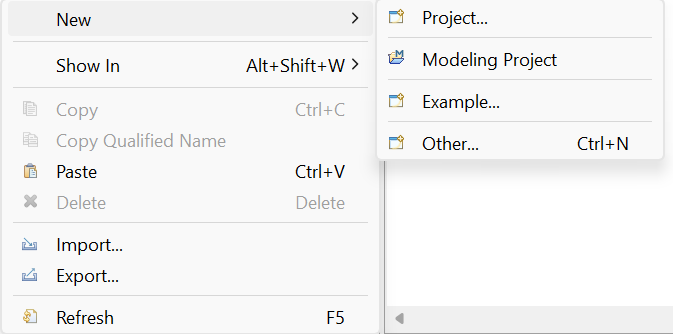 New
Show In Alt+Shift+W
Copy Ctrl+C
Copy Qualified Name
Paste Ctrl+V
Delete Delete
Import...
Export...
Refresh F5
Project...
Modeling Project
Example...
Other... Ctrl+N